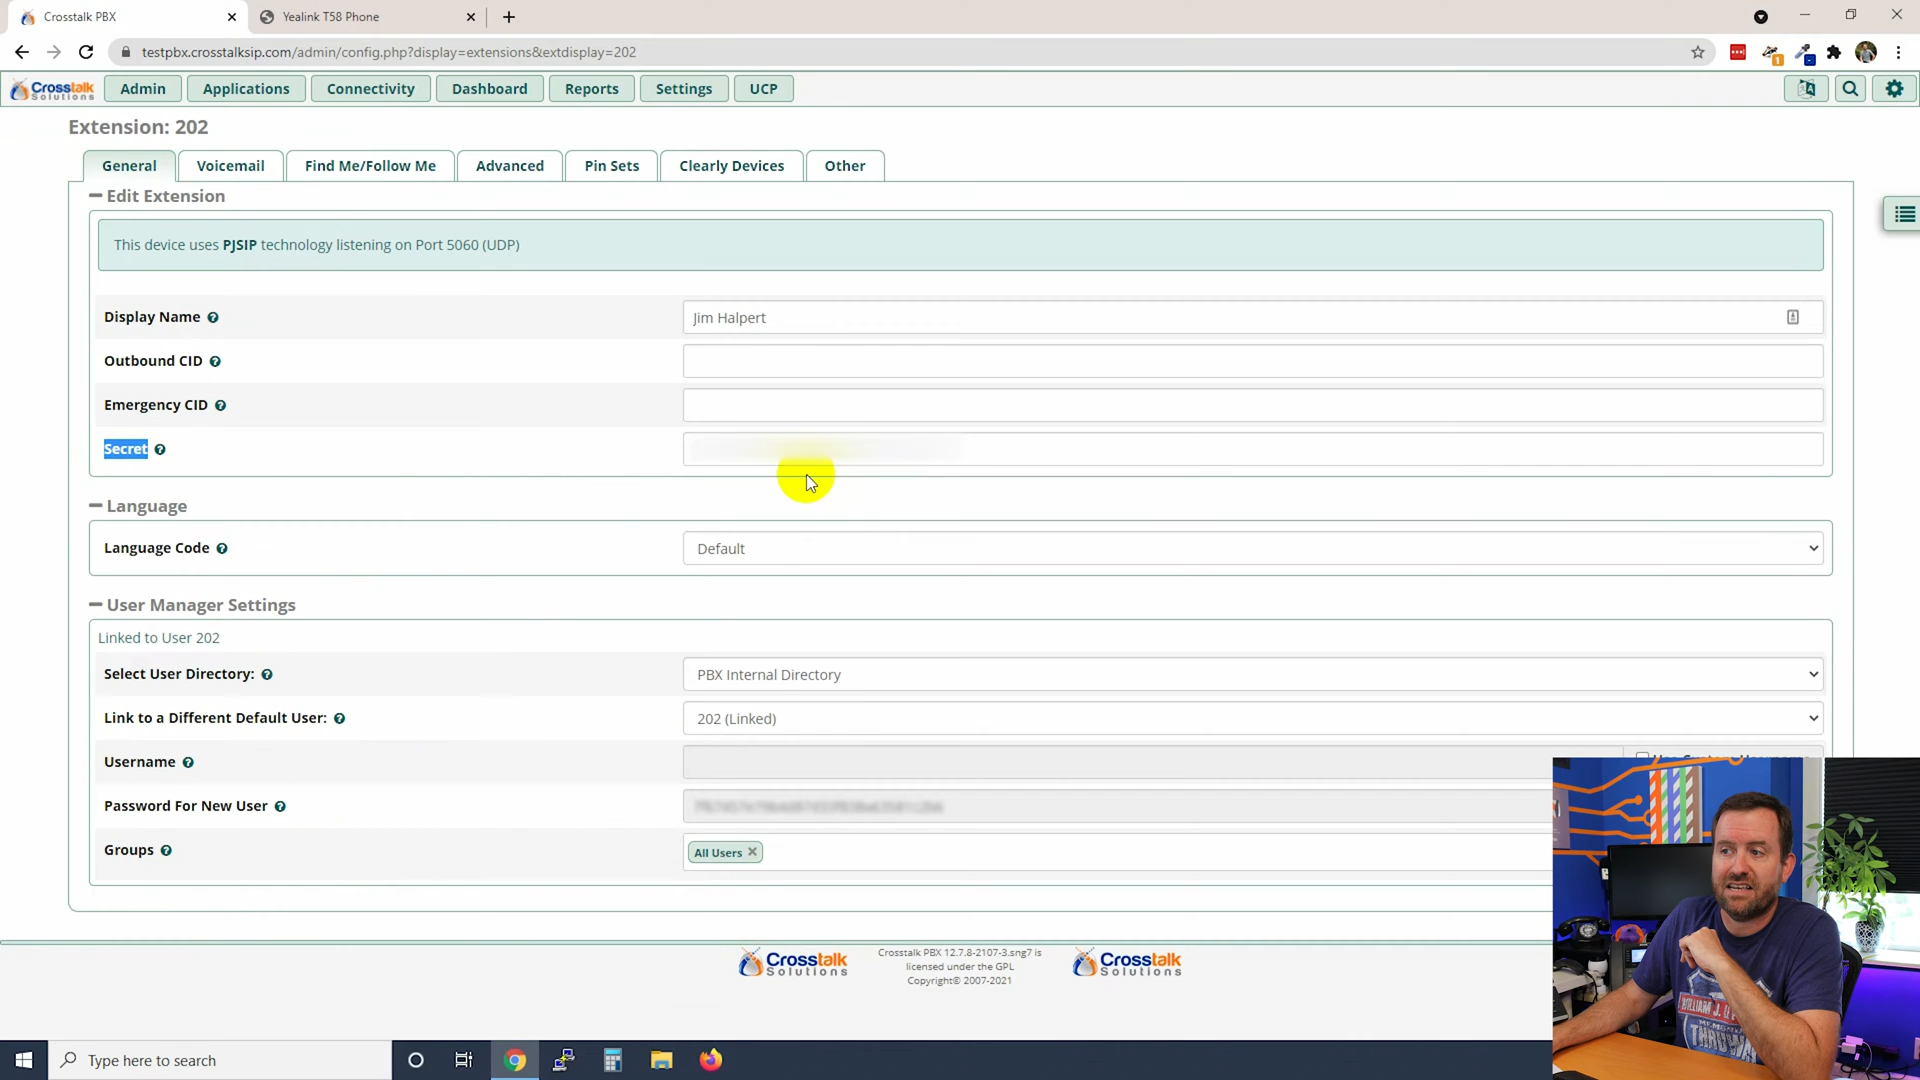 Crosstalk PBX
Yealink T58 Phone
testpbx.crosstalksip.com/admin/config.php?display=extensions&extdisplay=202
Crosstalk Solutions
Admin
Applications
Connectivity
Dashboard
Reports
Settings
UCP
Extension: 202
General
Voicemail
Find Me/Follow Me
Advanced
Pin Sets
Clearly Devices
Other
Edit Extension
This device uses PJSIP technology listening on Port 5060 (UDP)
Display Name
Jim Halpert
Outbound CID
Emergency CID
Secret
Language
Language Code
Default
User Manager Settings
Linked to User 202
Select User Directory:
PBX Internal Directory
Link to a Different Default User:
202 (Linked)
Username
Password For New User
Groups
All Users
Crosstalk Solutions
Crosstalk PBX 12.7.8-2107-3.sng7 is
licensed under the GPL
Copyright© 2007-2021
Crosstalk Solutions
Type here to search